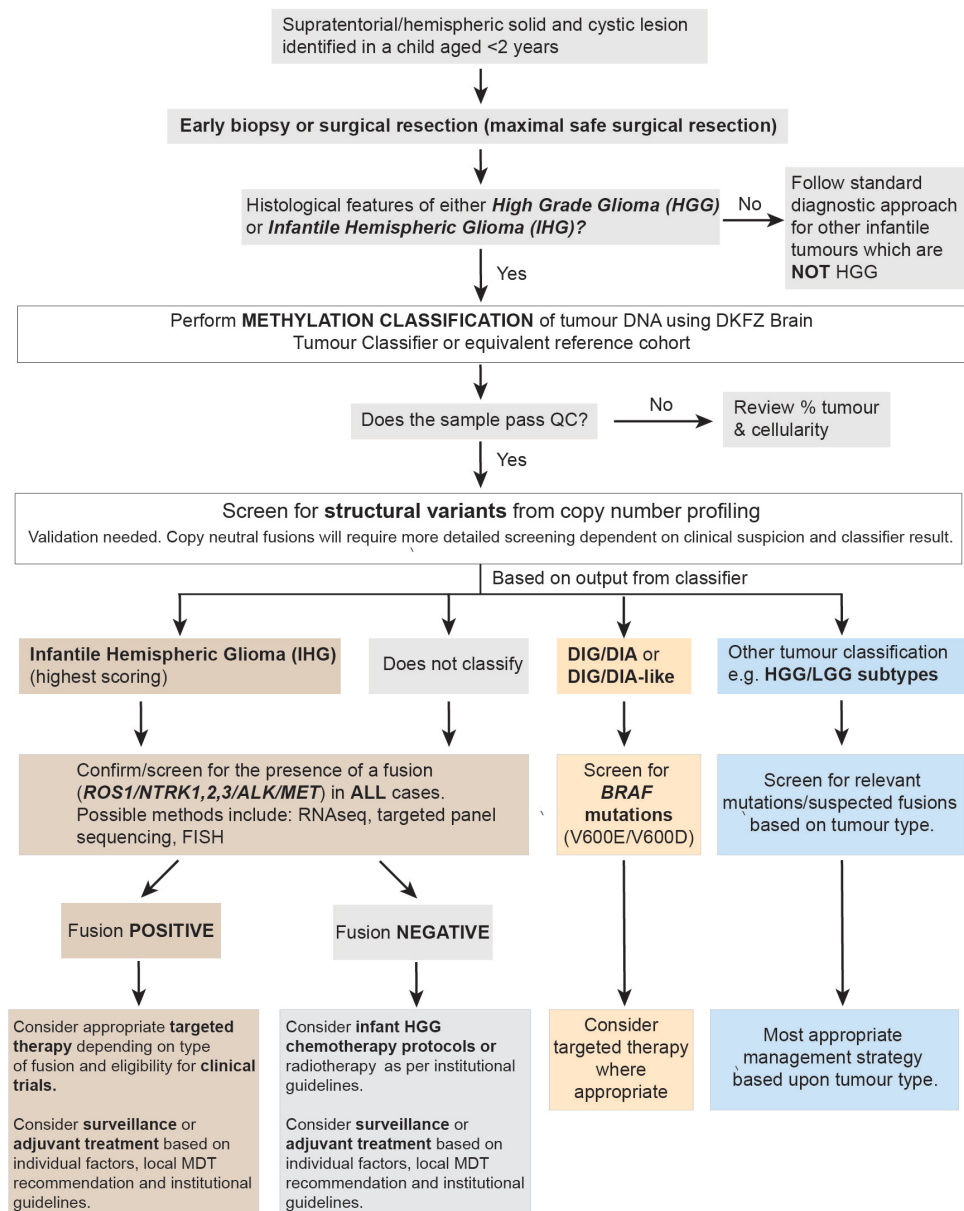 Supratentorial/hemispheric solid and cystic lesion
identified in a child aged <2 years
Early biopsy or surgical resection (maximal safe surgical resection)
Histological features of either High Grade Glioma (HGG)
or Infantile Hemispheric Glioma (IHG)?
No
Follow standard
diagnostic approach
for other infantile
tumours which are
NOT HGG
Yes
Perform METHYLATION CLASSIFICATION of tumour DNA using DKFZ Brain
Tumour Classifier or equivalent reference cohort
Does the sample pass QC?
No
Review % tumour
& cellularity
Yes
Screen for structural variants from copy number profiling
Validation needed. Copy neutral fusions will require more detailed screening dependent on clinical suspicion and classifier result.
Based on output from classifier
Infantile Hemispheric Glioma (IHG)
(highest scoring)
Does not classify
DIG/DIA or
DIG/DIA-like
Other tumour classification
e.g. HGG/LGG subtypes
Confirm/screen for the presence of a fusion
(ROS1/NTRK1,2,3/ALK/MET) in ALL cases.
Possible methods include: RNAseq, targeted panel
sequencing, FISH
Screen for
BRAF
mutations
(V600E/V600D)
Screen for relevant
mutations/suspected fusions
based on tumour type.
Fusion POSITIVE
Fusion NEGATIVE
Consider appropriate targeted
therapy depending on type
of fusion and eligibility for clinical
trials.
Consider surveillance or
adjuvant treatment based on
individual factors, local MDT
recommendation and institutional
guidelines.
Consider infant HGG
chemotherapy protocols or
radiotherapy as per institutional
guidelines.
Consider surveillance or
adjuvant treatment based on
individual factors, local MDT
recommendation and institutional
guidelines.
Consider
targeted therapy
where
appropriate
Most appropriate
management strategy
based upon tumour type.